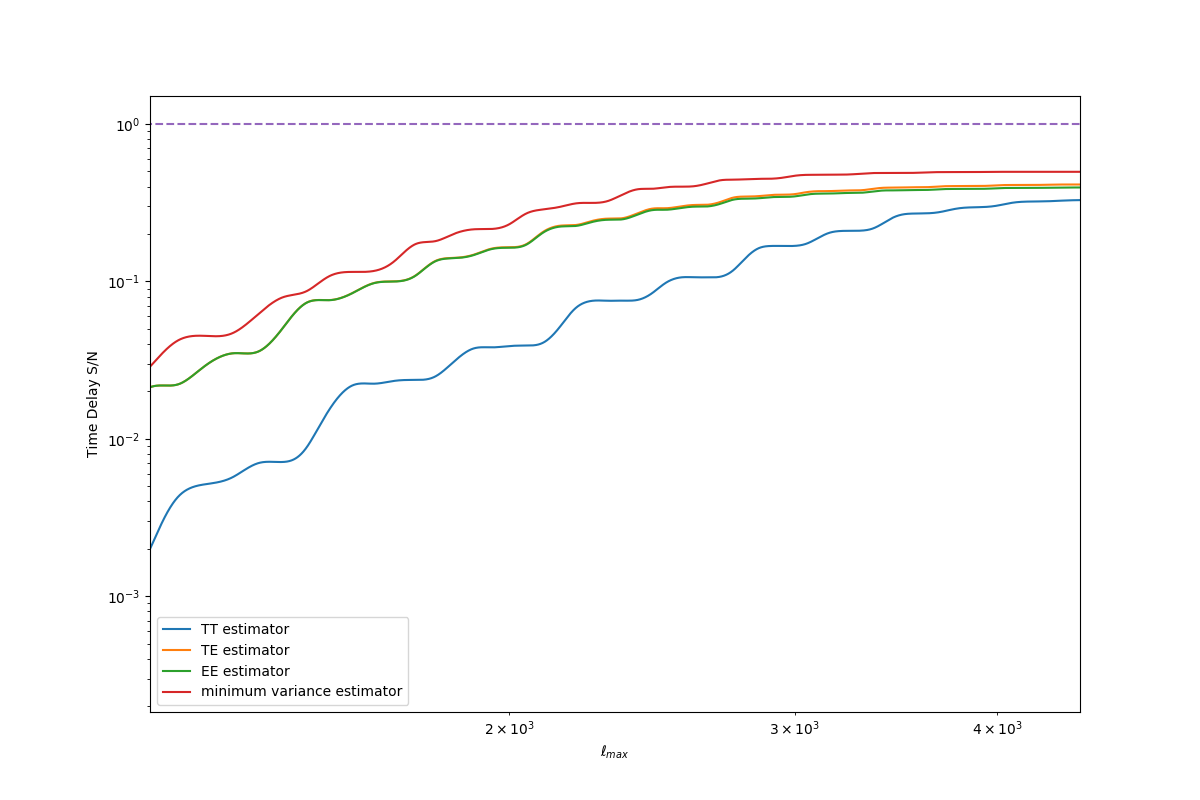 10⁰
10⁻¹
10⁻²
10⁻³
Time Delay S/N
TT estimator
TE estimator
EE estimator
minimum variance estimator
2 × 10³
3 × 10³
4 × 10³
ℓ_max